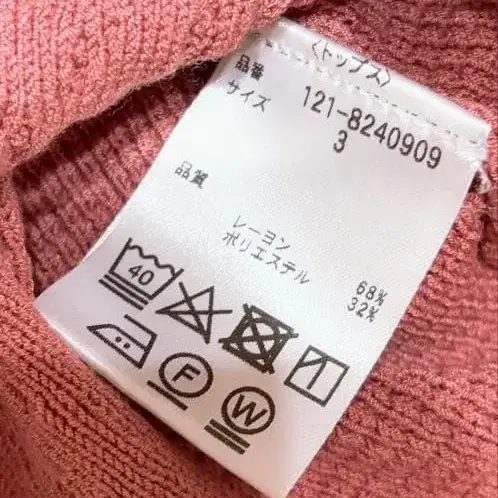 〈トップス〉
品番 121-8240909
サイズ 3
品質
レーヨン 68%
ポリエステル 32%
40
F W